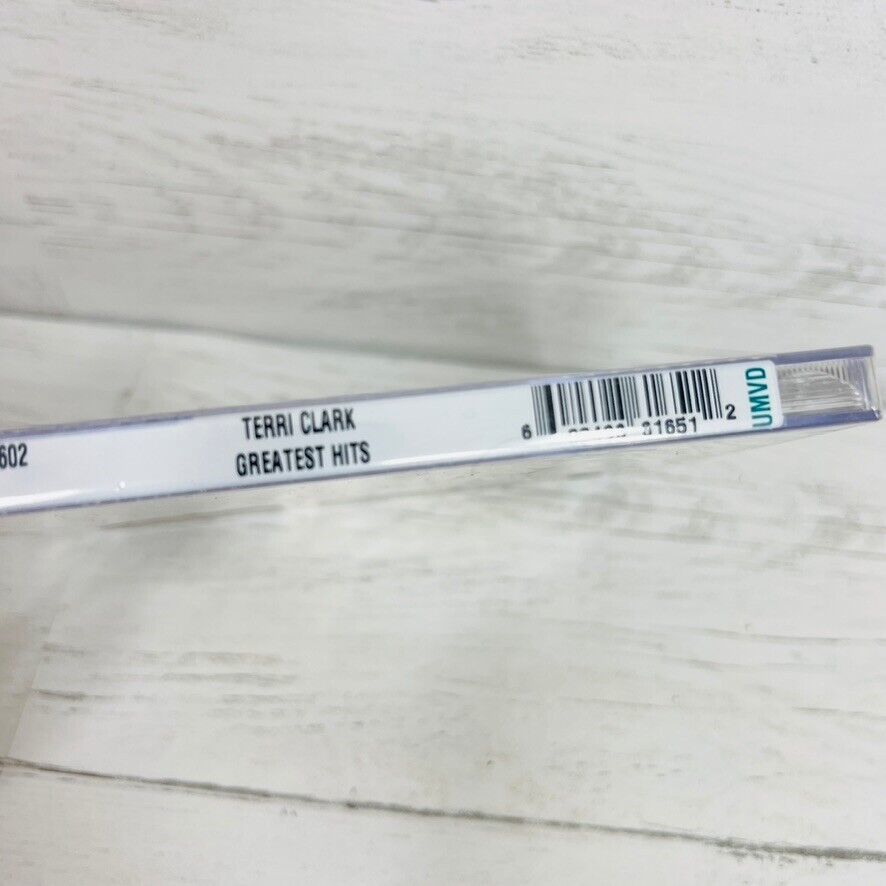 602
TERRI CLARK
GREATEST HITS
6 31651 2
UMVD